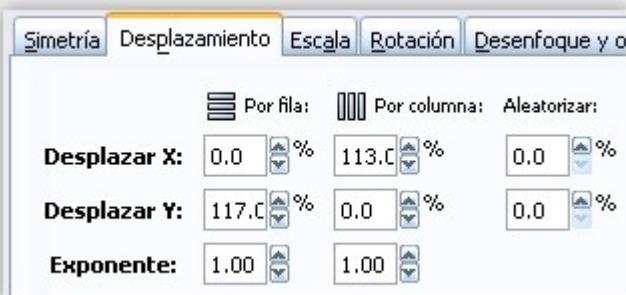 Simetría Desplazamiento Escala Rotación Desenfoque y o
Por fila: Por columna: Aleatorizar:
Desplazar X: 0.0 % 113.0 % 0.0 %
Desplazar Y: 117.0 % 0.0 % 0.0 %
Exponente: 1.00 1.00